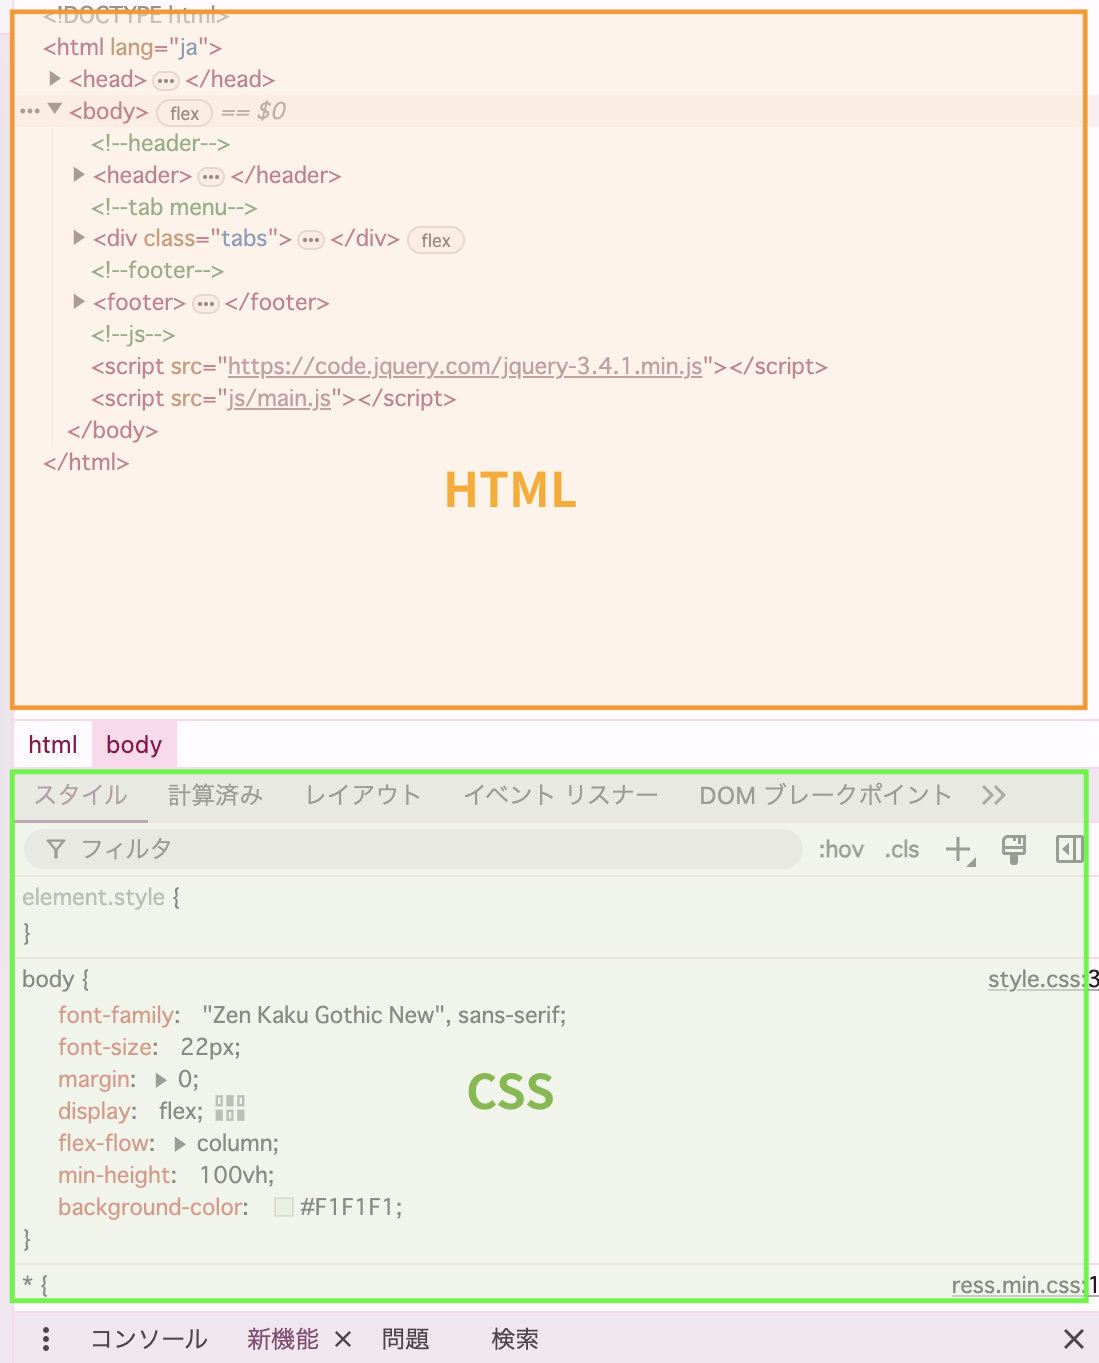 <!DOCTYPE html>
<html lang="ja">
<head> ••• </head>
••• <body> flex == $0
<!--header-->
<header> ••• </header>
<!--tab menu-->
<div class="tabs"> ••• </div> flex
<!--footer-->
<footer> ••• </footer>
<!--js-->
<script src="https://code.jquery.com/jquery-3.4.1.min.js"></script>
<script src="js/main.js"></script>
</body>
</html>
HTML
html body
スタイル 計算済み レイアウト イベント リスナー DOM ブレークポイント
フィルタ :hov .cls
element.style {
}
body { style.css:3
font-family: "Zen Kaku Gothic New", sans-serif;
font-size: 22px;
margin: 0;
CSS
display: flex;
flex-flow: column;
min-height: 100vh;
background-color: #F1F1F1;
}
* { ress.min.css:1
コンソール 新機能 × 問題 検索 ×